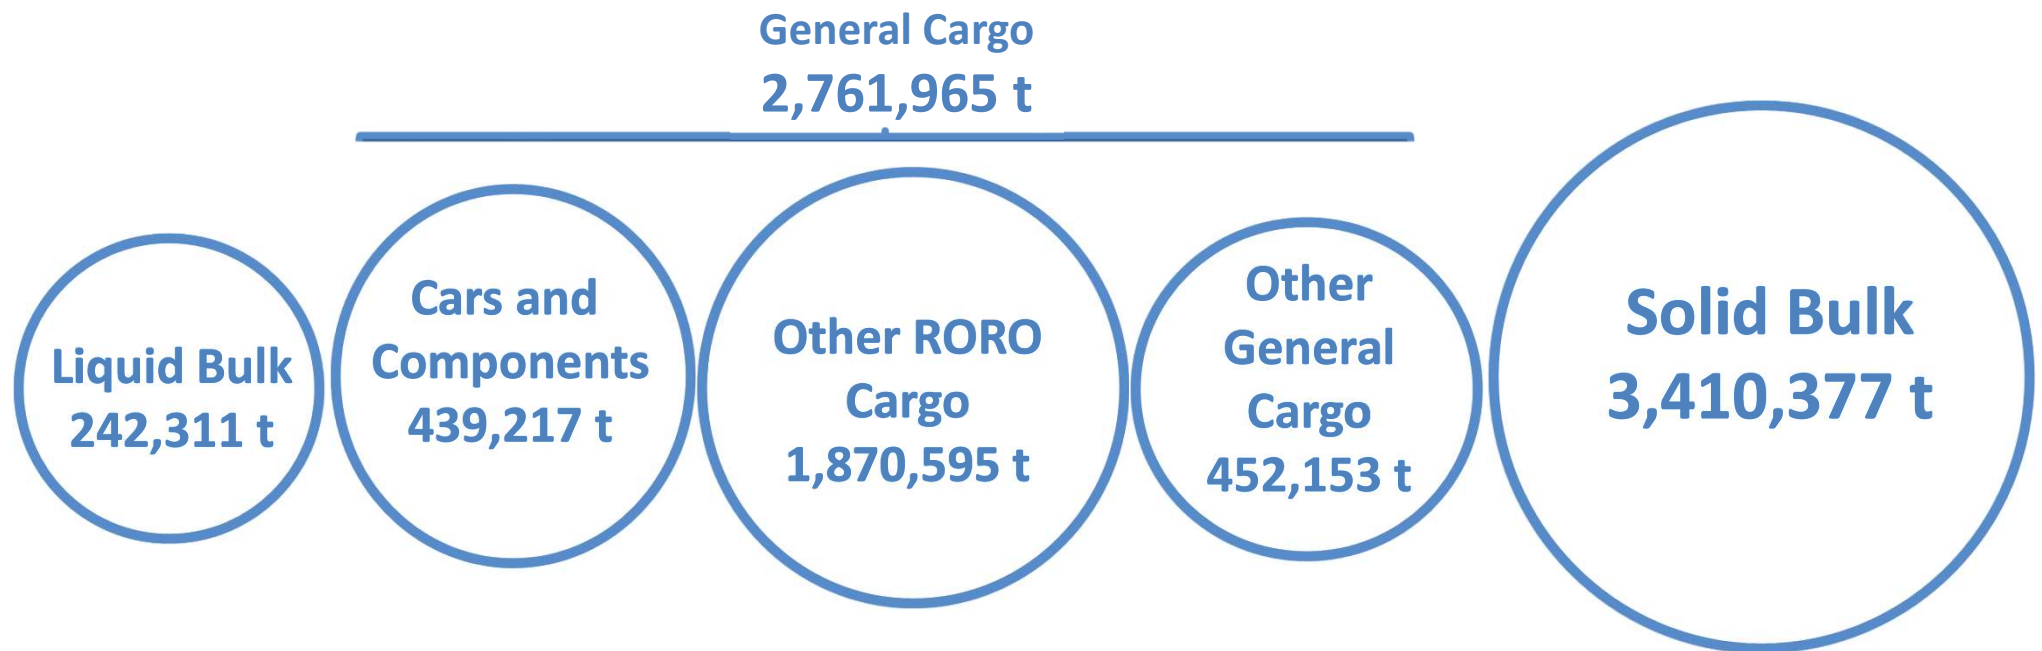 General Cargo
2,761,965 t
Liquid Bulk
242,311 t
Cars and
Components
439,217 t
Other RORO
Cargo
1,870,595 t
Other
General
Cargo
452,153 t
Solid Bulk
3,410,377 t